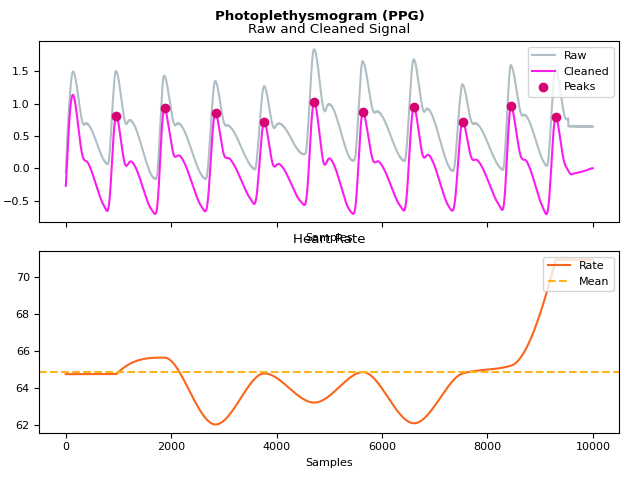 Photoplethysmogram (PPG)
Raw and Cleaned Signal
Raw
Cleaned
Peaks
1.5
1.0
0.5
0.0
−0.5
Samples
Heart Rate
Rate
Mean
70
68
66
64
62
0 2000 4000 6000 8000 10000
Samples